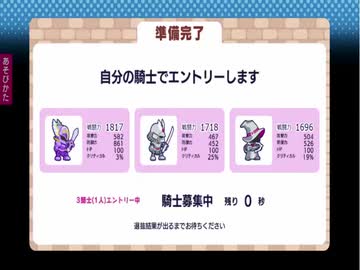 あそびかた
準備完了
自分の騎士でエントリーします
戦闘力 1817
攻撃力 582
防御力 861
HP 100
クリティカル 3%
戦闘力 1718
攻撃力 467
防御力 452
HP 100
クリティカル 25%
戦闘力 1696
攻撃力 504
防御力 526
HP 100
クリティカル 19%
3騎士(1人)エントリー中
騎士募集中 残り 0 秒
選抜結果が出るまでお待ちください